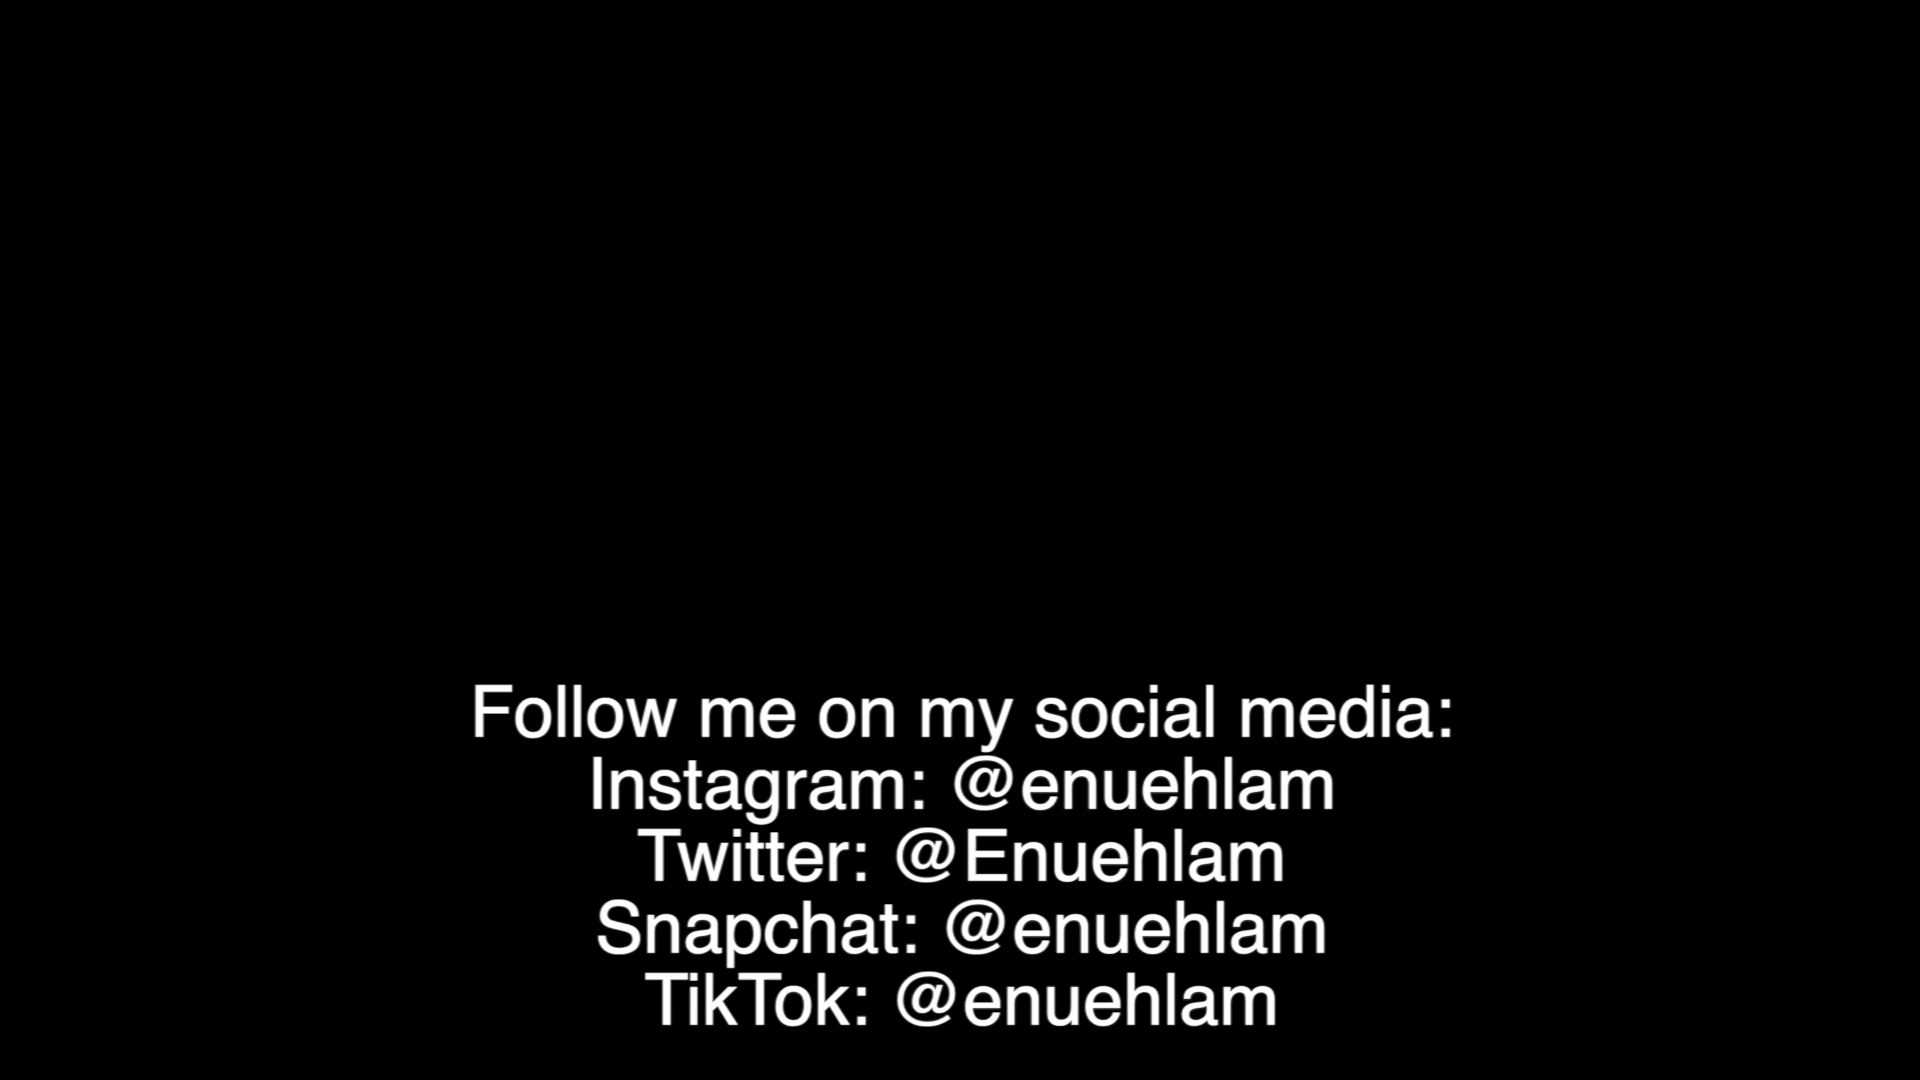 Follow me on my social media:
Instagram: @enuehlam
Twitter: @Enuehlam
Snapchat: @enuehlam
TikTok: @enuehlam